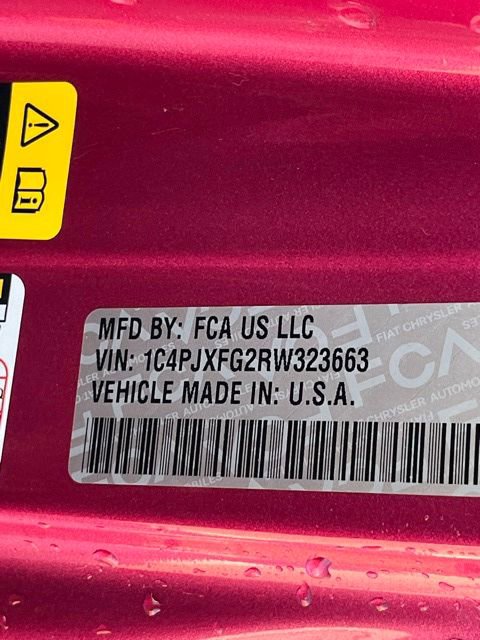 MFD BY: FCA US LLC
VIN: 1C4PJXFG2RW323663
VEHICLE MADE IN: U.S.A.